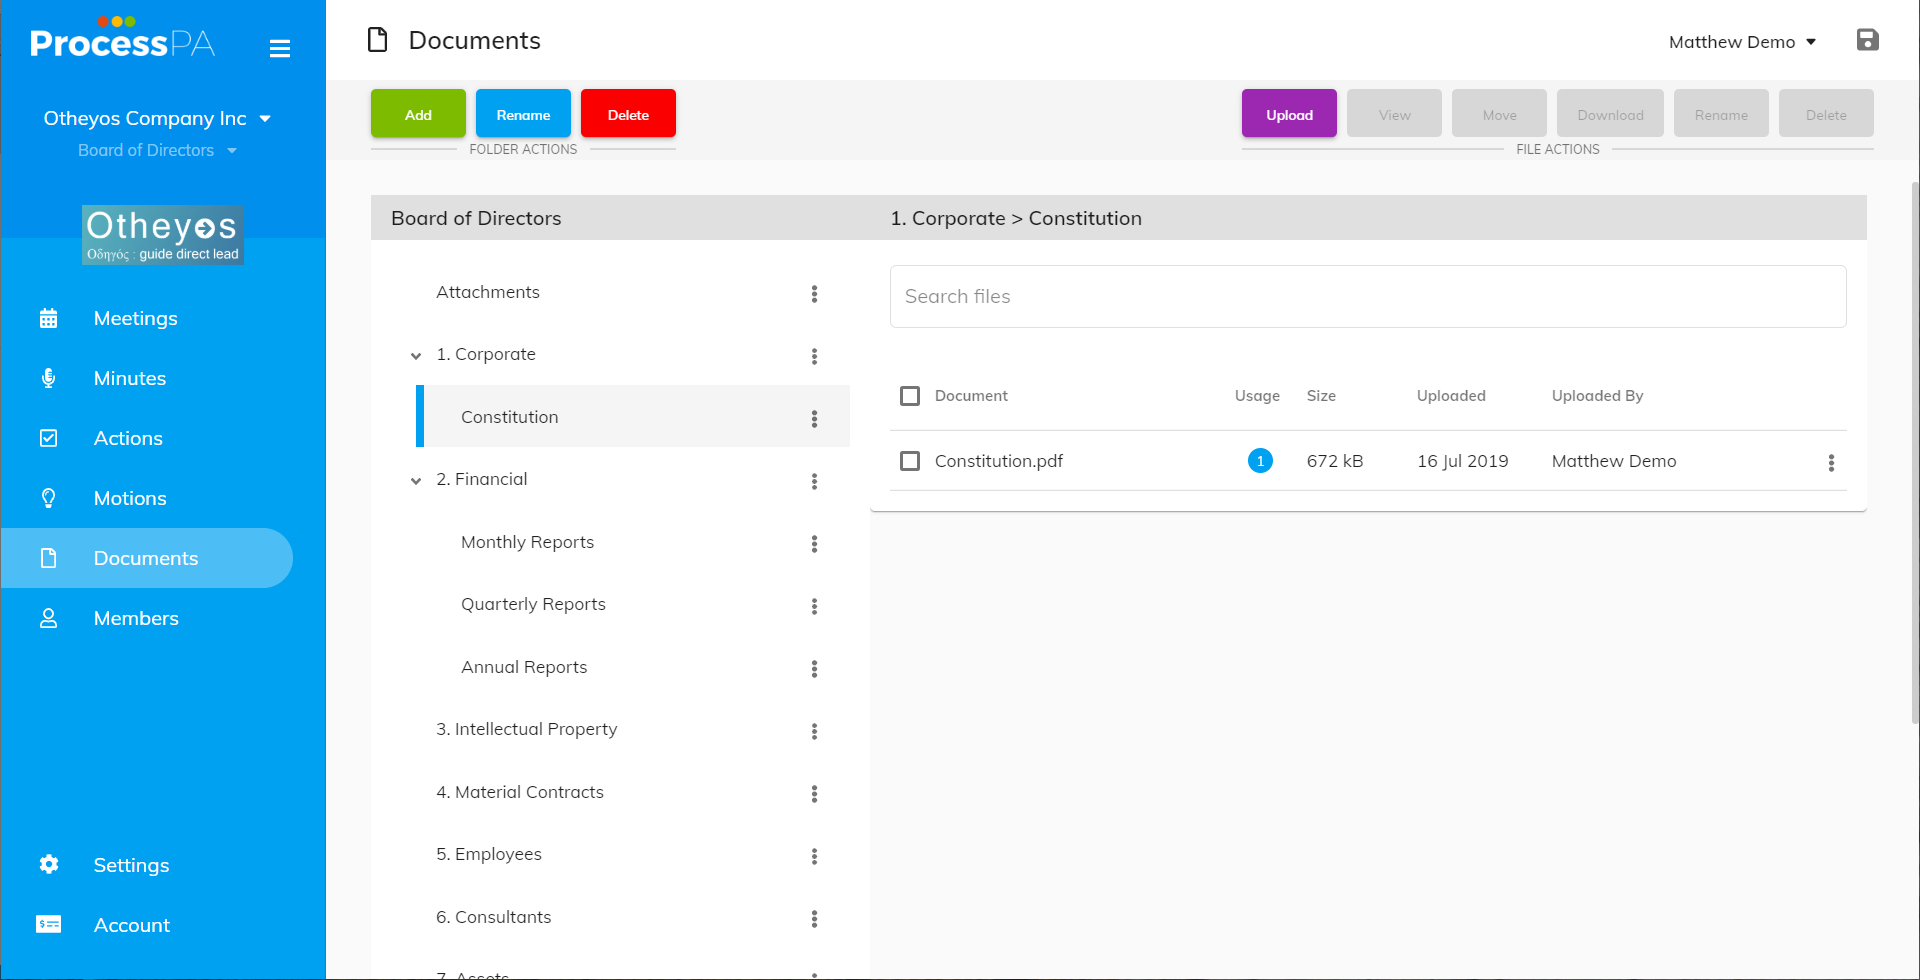 ProcessPA
Otheyos Company Inc
Board of Directors
Otheyos
Οδηγός : guide direct lead
Meetings
Minutes
Actions
Motions
Documents
Members
Settings
Account
Documents
Matthew Demo
Add
Rename
Delete
FOLDER ACTIONS
Upload
View
Move
Download
Rename
Delete
FILE ACTIONS
Board of Directors
Attachments
1. Corporate
Constitution
2. Financial
Monthly Reports
Quarterly Reports
Annual Reports
3. Intellectual Property
4. Material Contracts
5. Employees
6. Consultants
7. Assets
1. Corporate > Constitution
Search files
Document Usage Size Uploaded Uploaded By
Constitution.pdf 1 672 kB 16 Jul 2019 Matthew Demo